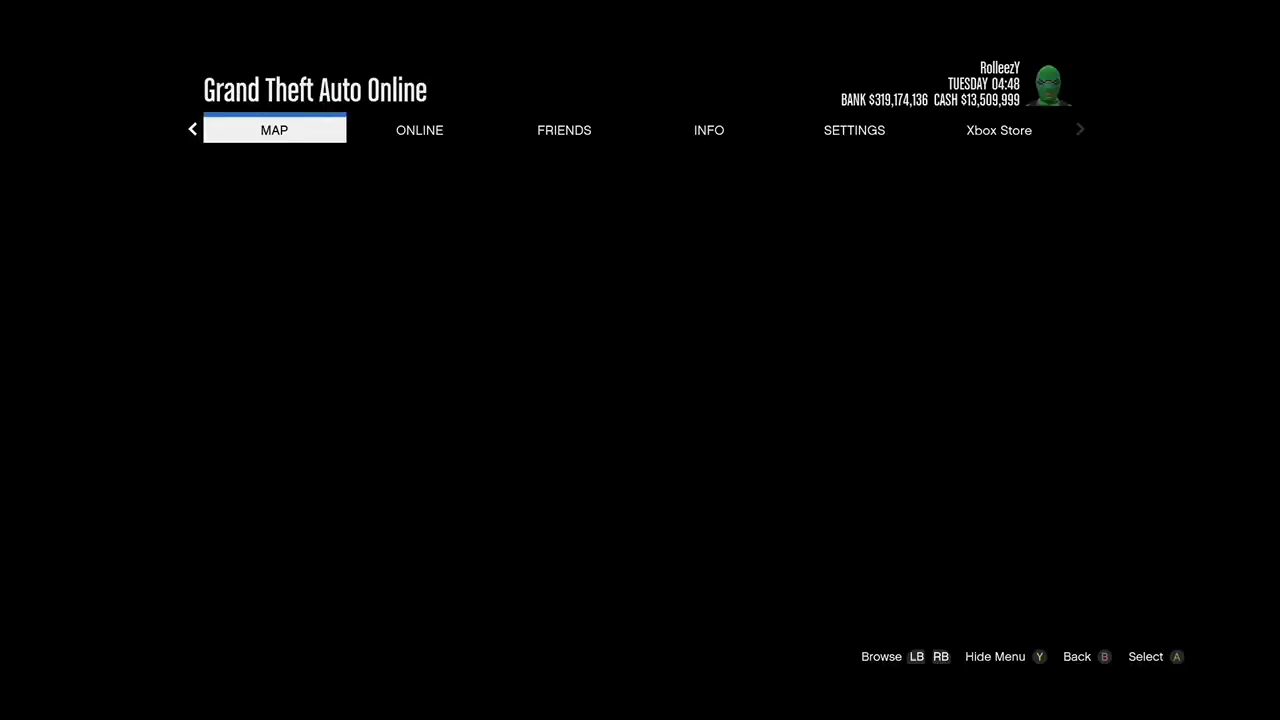 Grand Theft Auto Online
RolleezY
TUESDAY 04:48
BANK $319,174,136 CASH $13,509,999
MAP ONLINE FRIENDS INFO SETTINGS Xbox Store
Browse LB RB Hide Menu Y Back B Select A